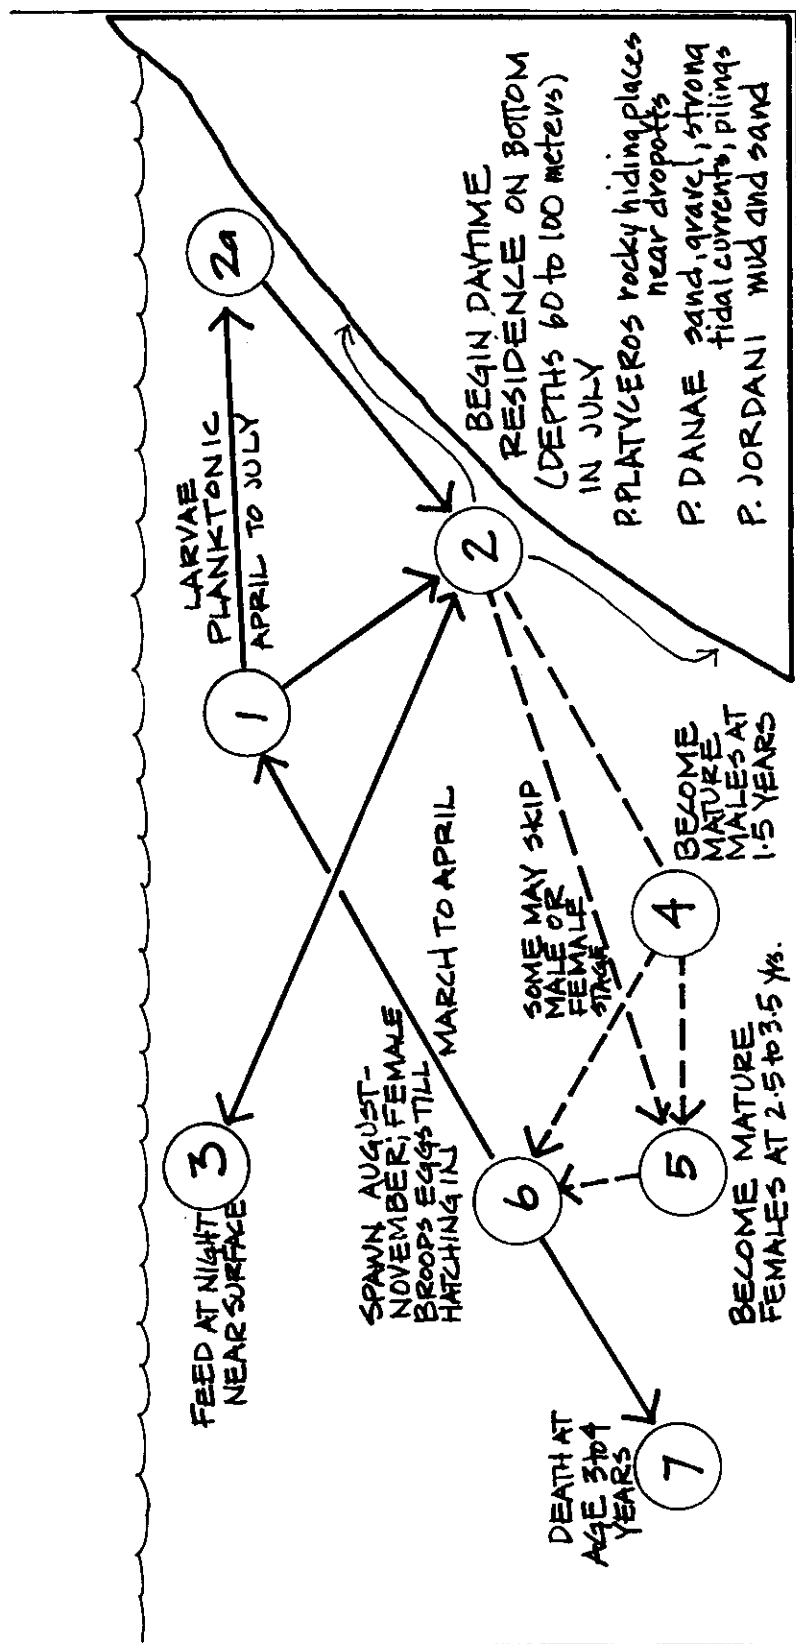 FEED AT NIGHT
NEAR SURFACE
3
LARVAE
PLANKTONIC
APRIL TO JULY
1
2a
SPAWN AUGUST-
NOVEMBER; FEMALE
BROOPS EGGS TILL
HATCHING IN
MARCH TO APRIL
6
2
SOME MAY SKIP
MALE OR
FEMALE
STAGE
DEATH AT
AGE 3 to 4
YEARS
7
5
4
BECOME MATURE
FEMALES AT 2.5 to 3.5 yrs.
BECOME
MATURE
MALES AT
1.5 YEARS
BEGIN DAYTIME
RESIDENCE ON BOTTOM
(DEPTHS 60 to 100 meters)
IN JULY
P. PLATYCEROS rocky hiding places
near dropoffs
P. DANAE sand, gravel, strong
tidal currents, pilings
P. JORDANI mud and sand